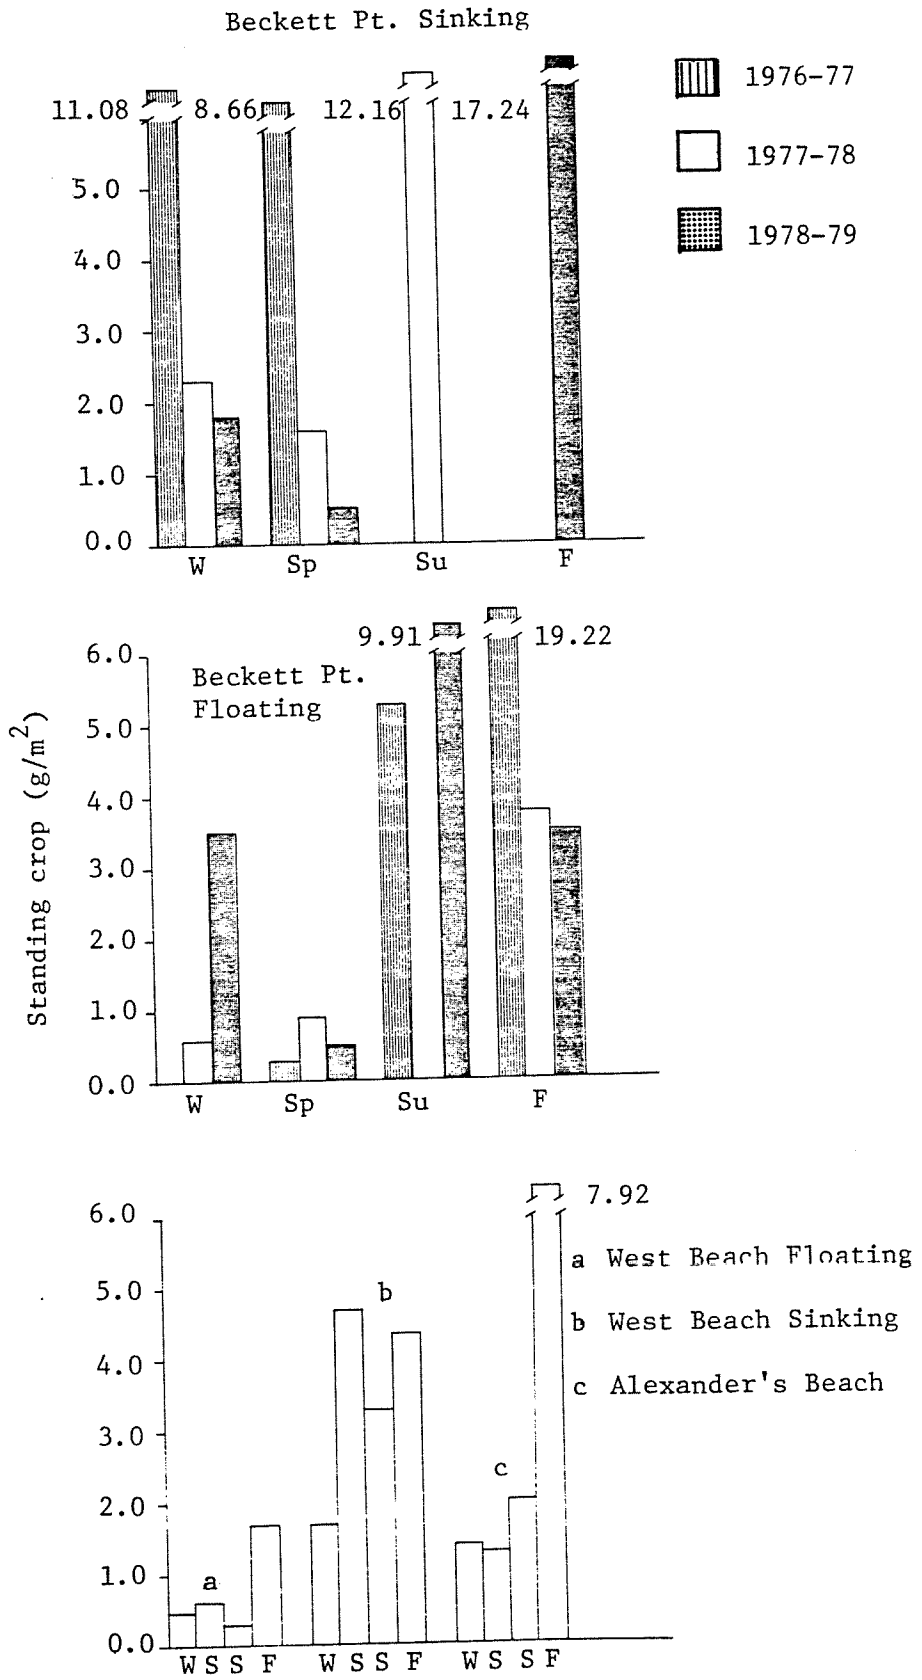 Beckett Pt. Sinking
1976-77
1977-78
1978-79
11.08 8.66 12.16 17.24
5.0
4.0
3.0
2.0
1.0
0.0
W Sp Su F
9.91 19.22
Beckett Pt.
Floating
6.0
5.0
4.0
3.0
2.0
1.0
0.0
Standing crop (g/m²)
W Sp Su F
7.92
6.0
5.0
4.0
3.0
2.0
1.0
0.0
a West Beach Floating
b West Beach Sinking
c Alexander's Beach
b
c
a
W S S F W S S F W S S F